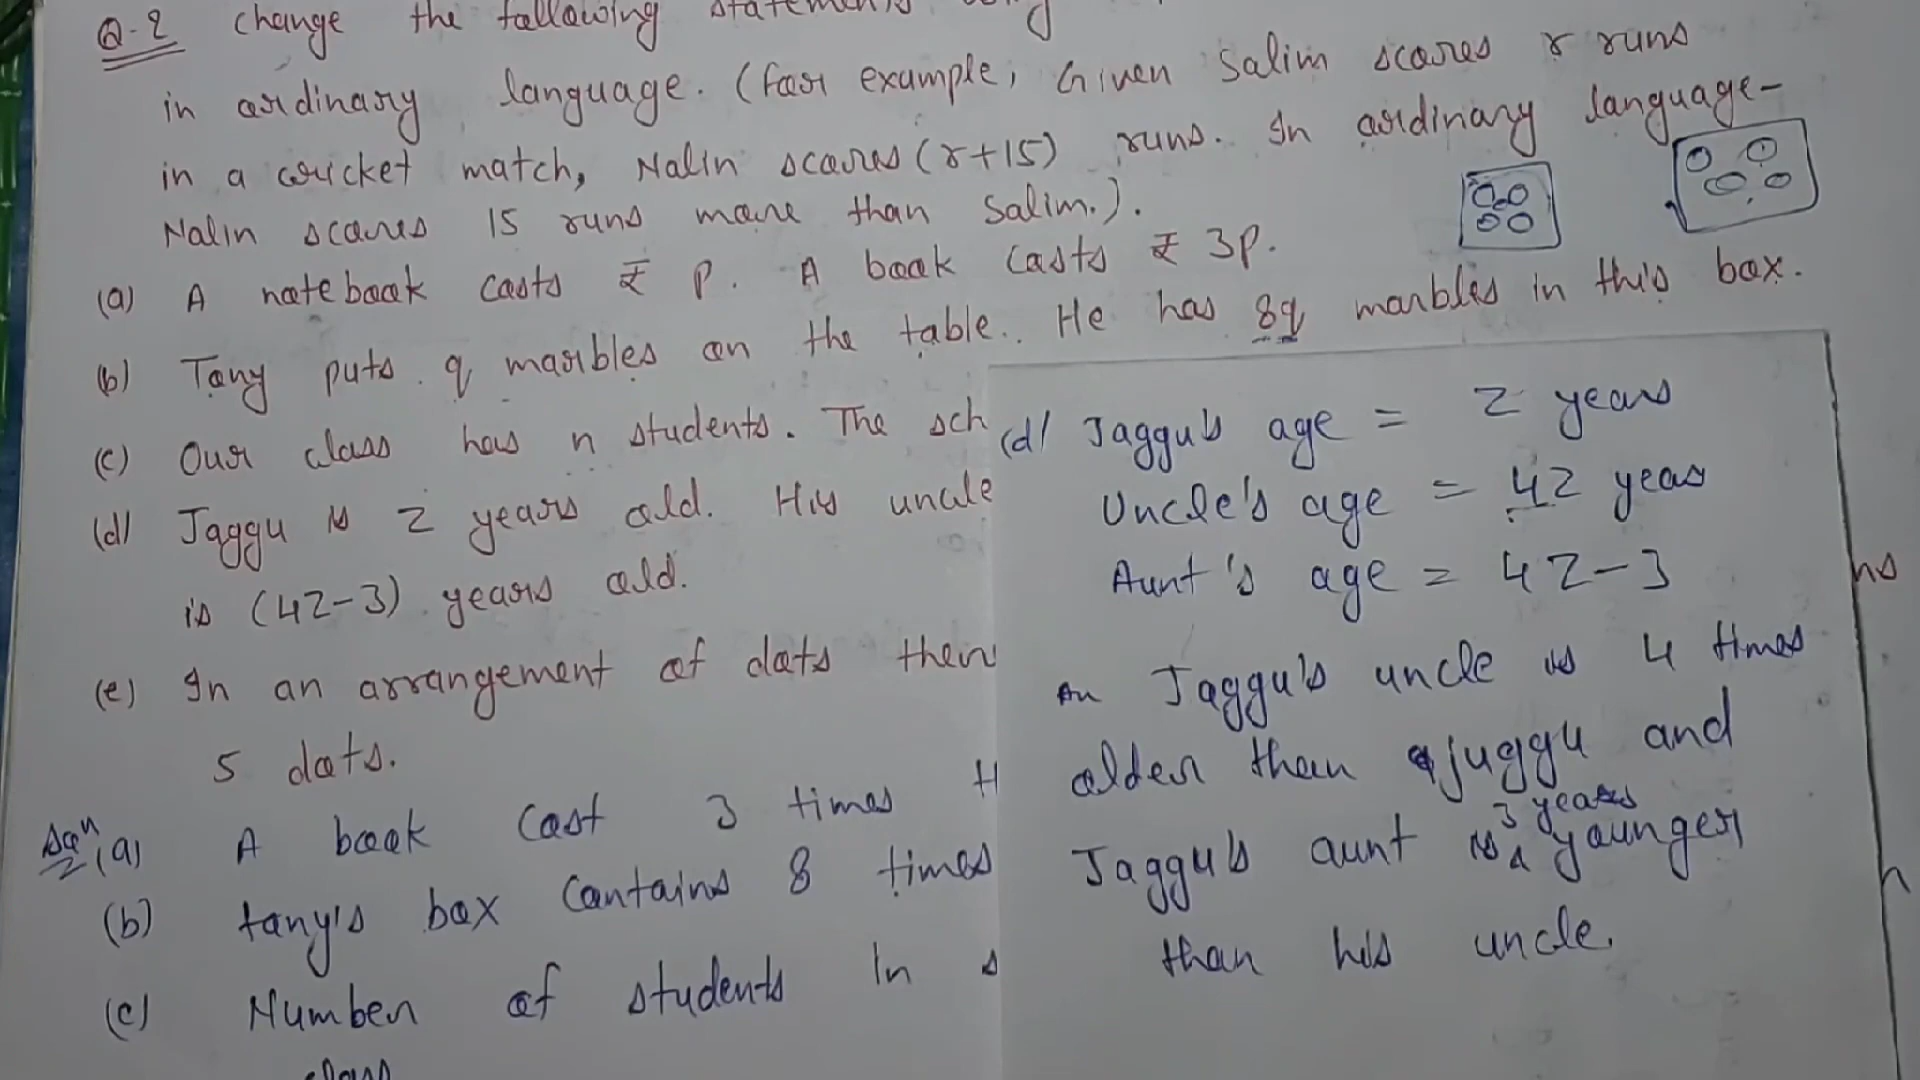 Q-2 change the following statements
in ordinary language. (For example, Given Salim scores r runs
in a cricket match, Nalin scores (r+15) runs. In ordinary language-
Nalin scores 15 runs more than Salim.).
(a) A notebook costs ₹ p. A book costs ₹ 3p.
(b) Tony puts q marbles on the table. He has 8q marbles in this box.
(c) Our class has n students. The sch
(d) Jaggu is z years old. His uncle
is (4z-3) years old.
(e) In an arrangement of dots there
5 dots.
Soln (a) A book cost 3 times
(b) tony's box contains 8 times
(c) Number of students in s
class
(d) Jaggu's age = z years
Uncle's age = 4z yeas
Aunt's age = 4z-3
Jaggu's uncle is 4 times
older then juggu and
Jaggu's aunt is 3 years younger
than his uncle.